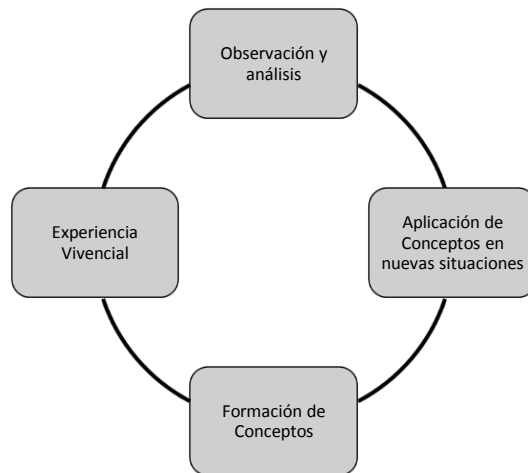 Observación y
análisis
Experiencia
Vivencial
Aplicación de
Conceptos en
nuevas situaciones
Formación de
Conceptos